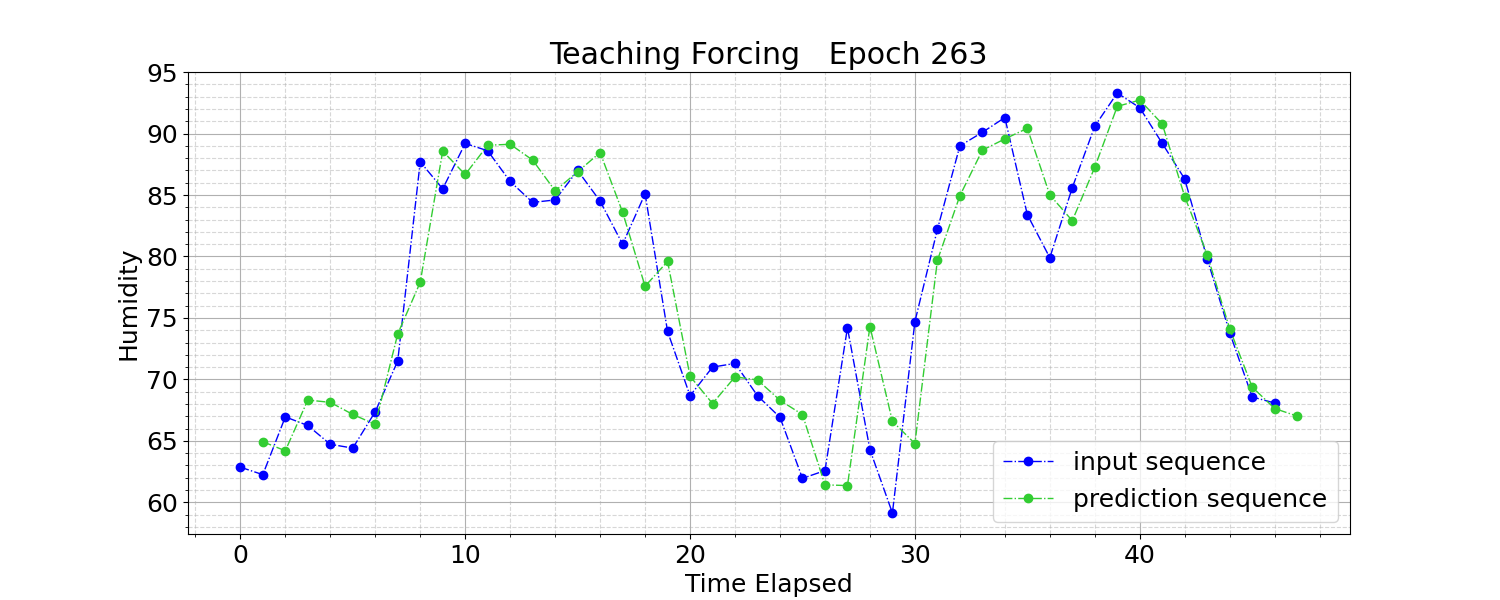 Teaching Forcing   Epoch 263
95
90
85
80
75
70
65
60
Humidity
input sequence
prediction sequence
0 10 20 30 40
Time Elapsed